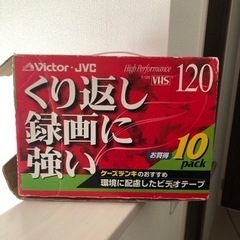 Victor・JVC
High Performance
VHS 120
くり返し
録画に
強い
お買得 10 pack
ケーズデンキのおすすめ
環境に配慮したビデオテープ